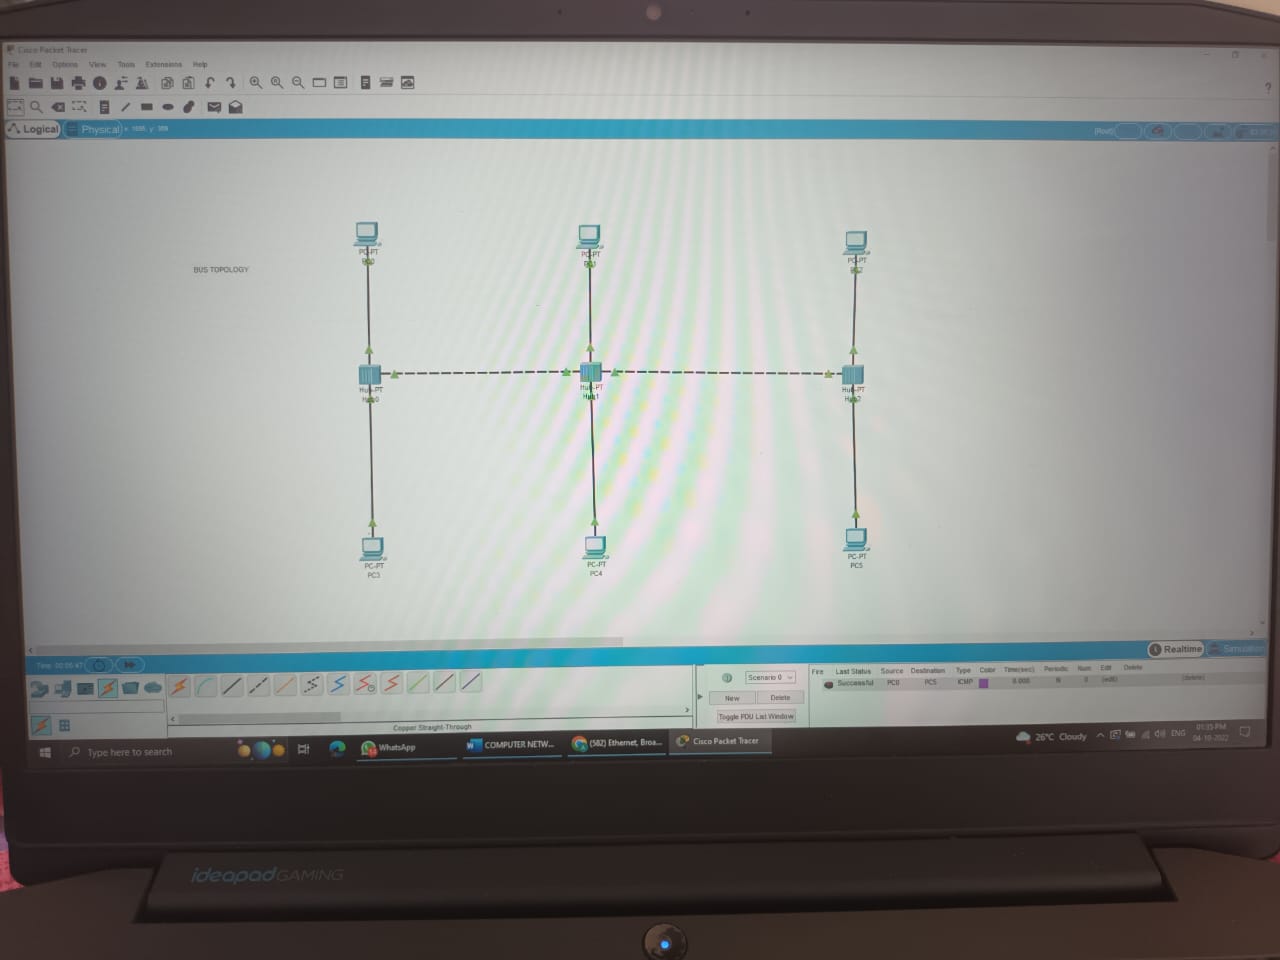 Cisco Packet Tracer
File Edit Options View Tools Extensions Help
?
Logical Physical
[Root]
PC-PT
PC-PT
PC-PT
BUS TOPOLOGY
Hub-PT
Hub0
Hub-PT
Hub1
Hub-PT
Hub2
PC-PT
PC3
PC-PT
PC4
PC-PT
PC5
Time: 00:05:47
Realtime Simulation
Scenario 0
New Delete
Toggle PDU List Window
Fire Last Status Source Destination Type Color Time(sec) Periodic Num Edit Delete
Successful PC0 PC5 ICMP 0.000 N 0 (edit) (delete)
Copper Straight-Through
Type here to search
WhatsApp
COMPUTER NETW...
(582) Ethernet, Broa...
Cisco Packet Tracer
26°C Cloudy
ENG
01:35 PM
04-10-2022
ideapad GAMING